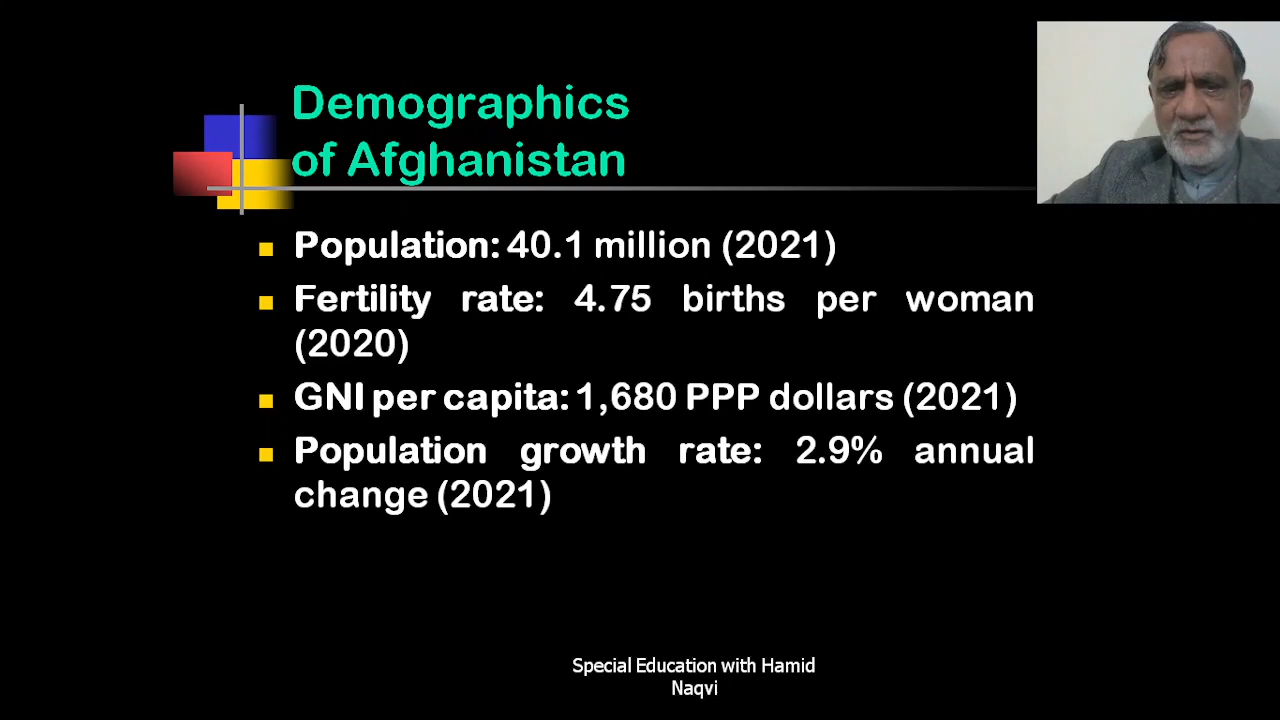 Demographics
of Afghanistan
Population: 40.1 million (2021)
Fertility rate: 4.75 births per woman
(2020)
GNI per capita: 1,680 PPP dollars (2021)
Population growth rate: 2.9% annual
change (2021)
Special Education with Hamid
Naqvi